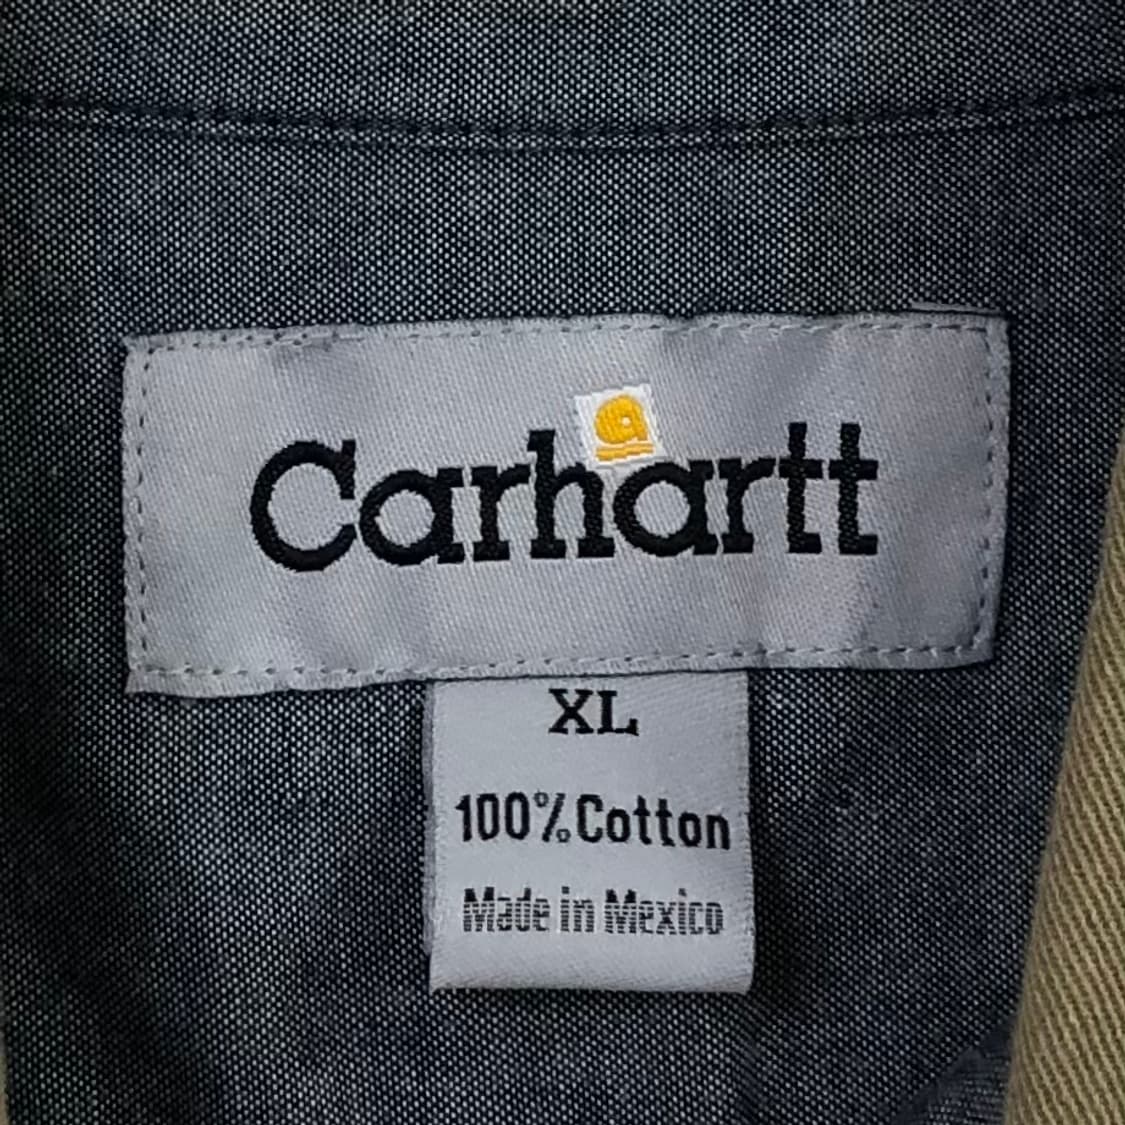 Carhartt
XL
100% Cotton
Made in Mexico